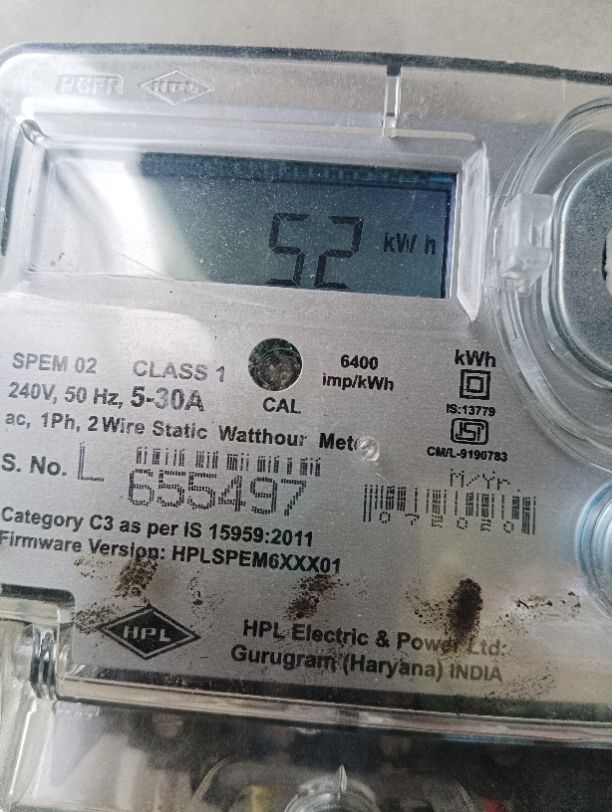 HPL
52 kW h
SPEM 02 CLASS 1
6400
imp/kWh
kWh
240V, 50 Hz, 5-30A
CAL
IS:13779
ac, 1Ph, 2 Wire Static Watthour Meter
ISI
CM/L-9190783
S. No. L 655497
M/Yr.
Category C3 as per IS 15959:2011
Firmware Version: HPLSPEM6XXX01
HPL
HPL Electric & Power Ltd.
Gurugram (Haryana) INDIA